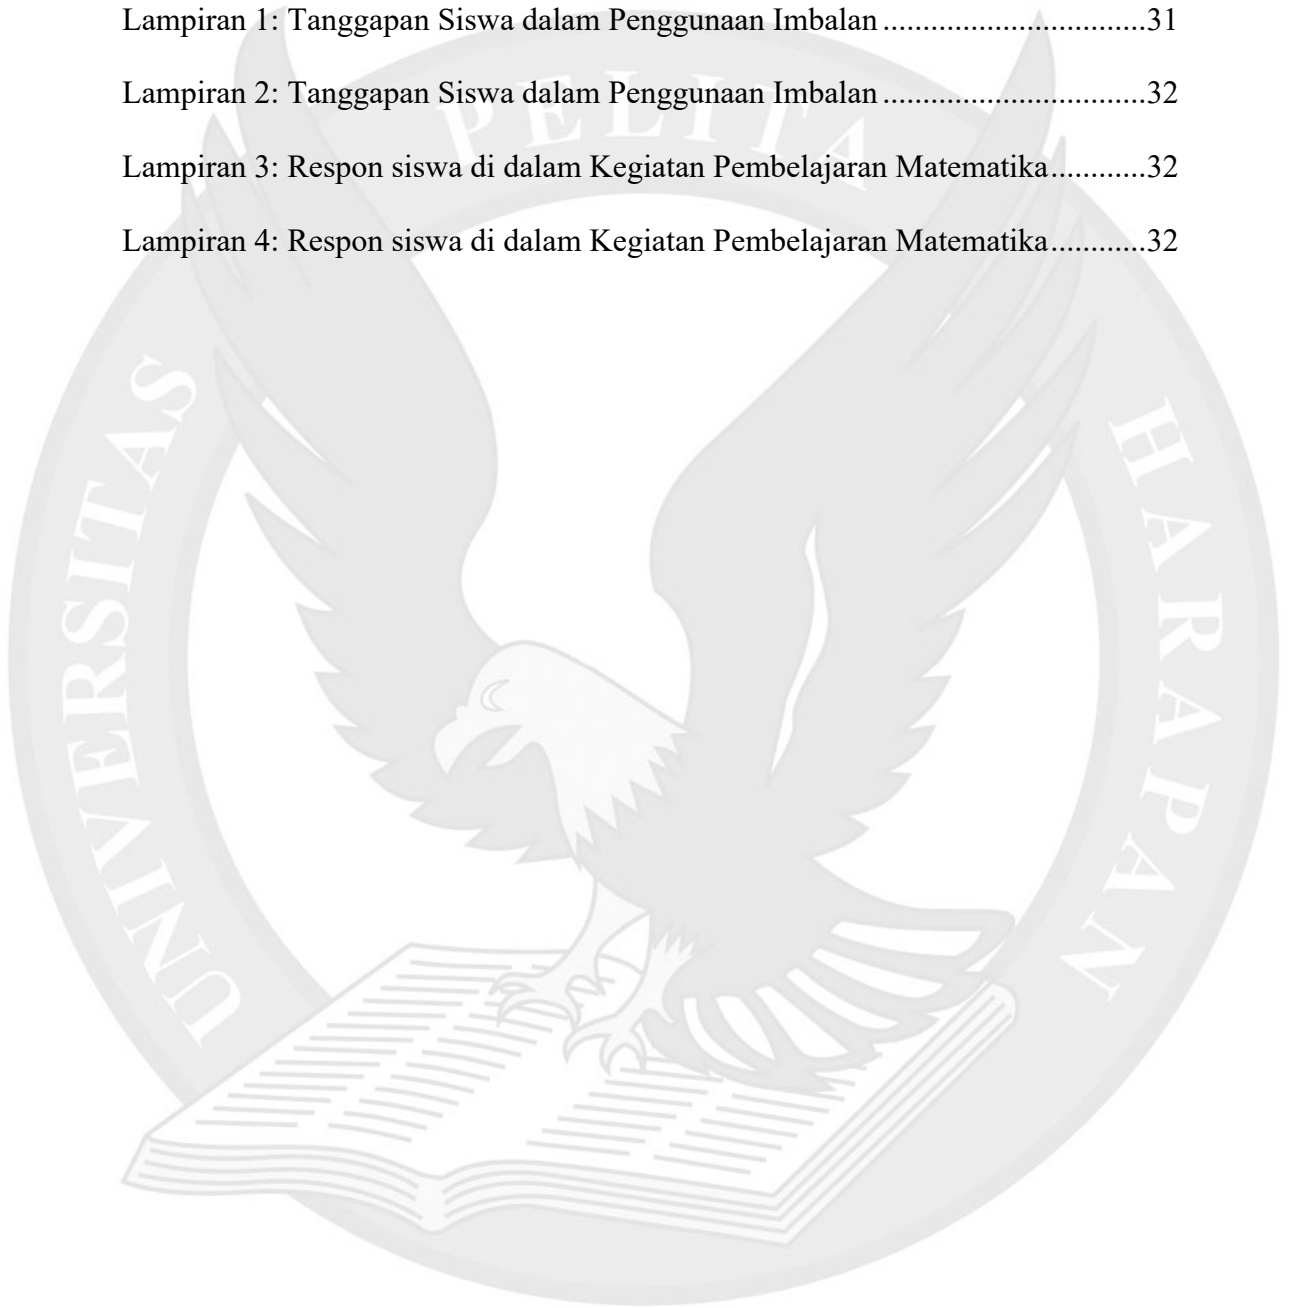 Lampiran 1: Tanggapan Siswa dalam Penggunaan Imbalan ................................31
Lampiran 2: Tanggapan Siswa dalam Penggunaan Imbalan ................................32
Lampiran 3: Respon siswa di dalam Kegiatan Pembelajaran Matematika............32
Lampiran 4: Respon siswa di dalam Kegiatan Pembelajaran Matematika............32
UNIVERSITAS
PELITA
HARAPAN